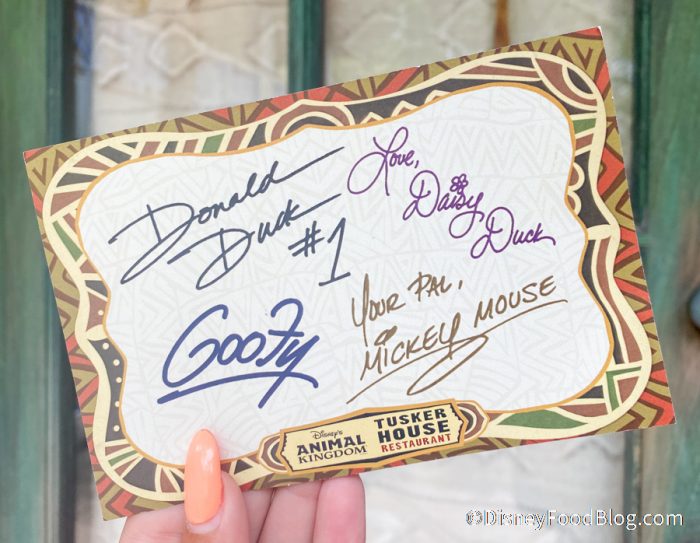 Donald
Duck
#1
Love,
Daisy
Duck
Goofy
Your Pal,
Mickey Mouse
Disney's
ANIMAL
KINGDOM
TUSKER
HOUSE
RESTAURANT
©DisneyFoodBlog.com